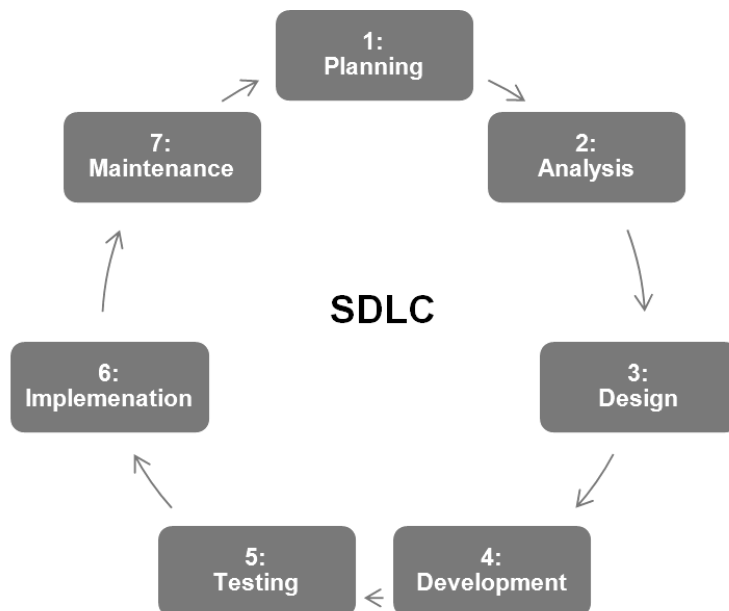 1:
Planning
2:
Analysis
3:
Design
4:
Development
5:
Testing
6:
Implemenation
7:
Maintenance
SDLC